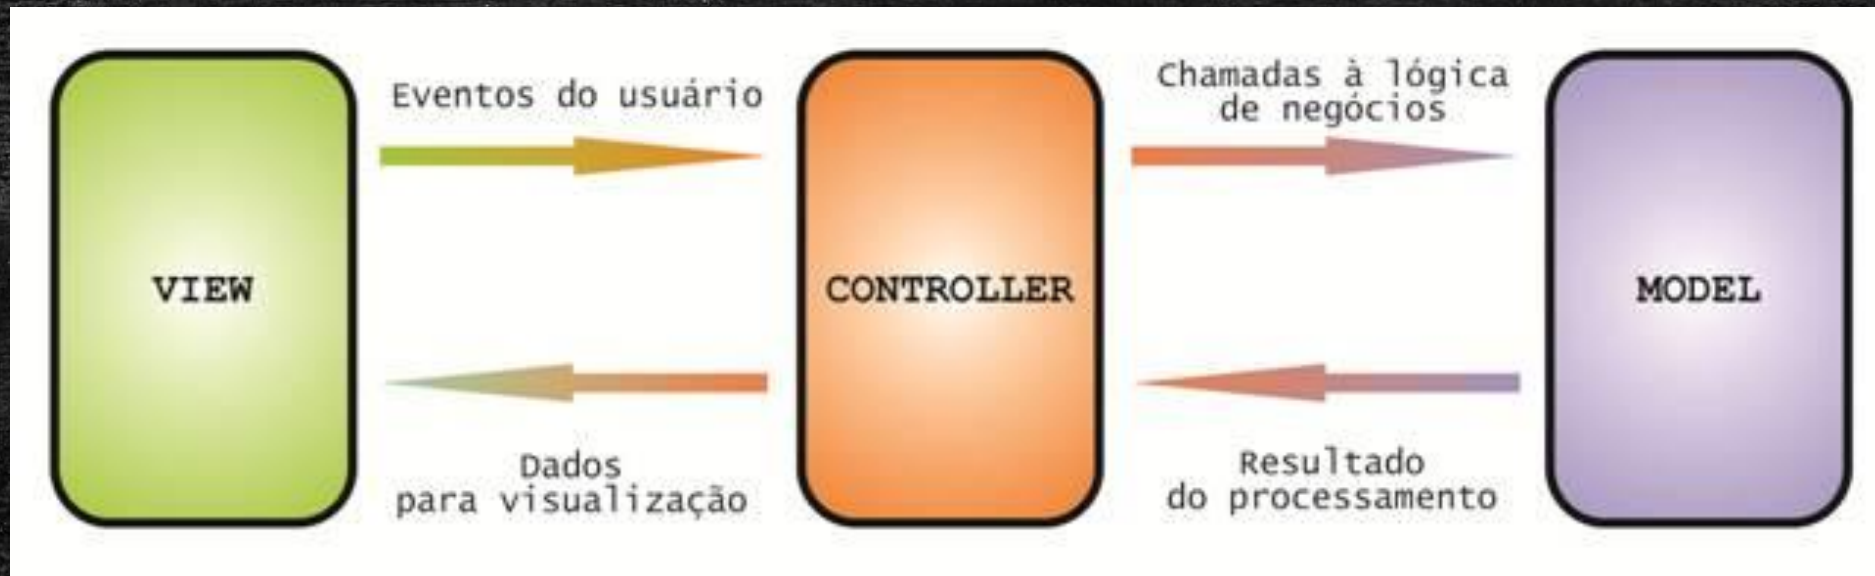 Eventos do usuário
Chamadas à lógica
de negócios
VIEW
CONTROLLER
MODEL
Dados
para visualização
Resultado
do processamento